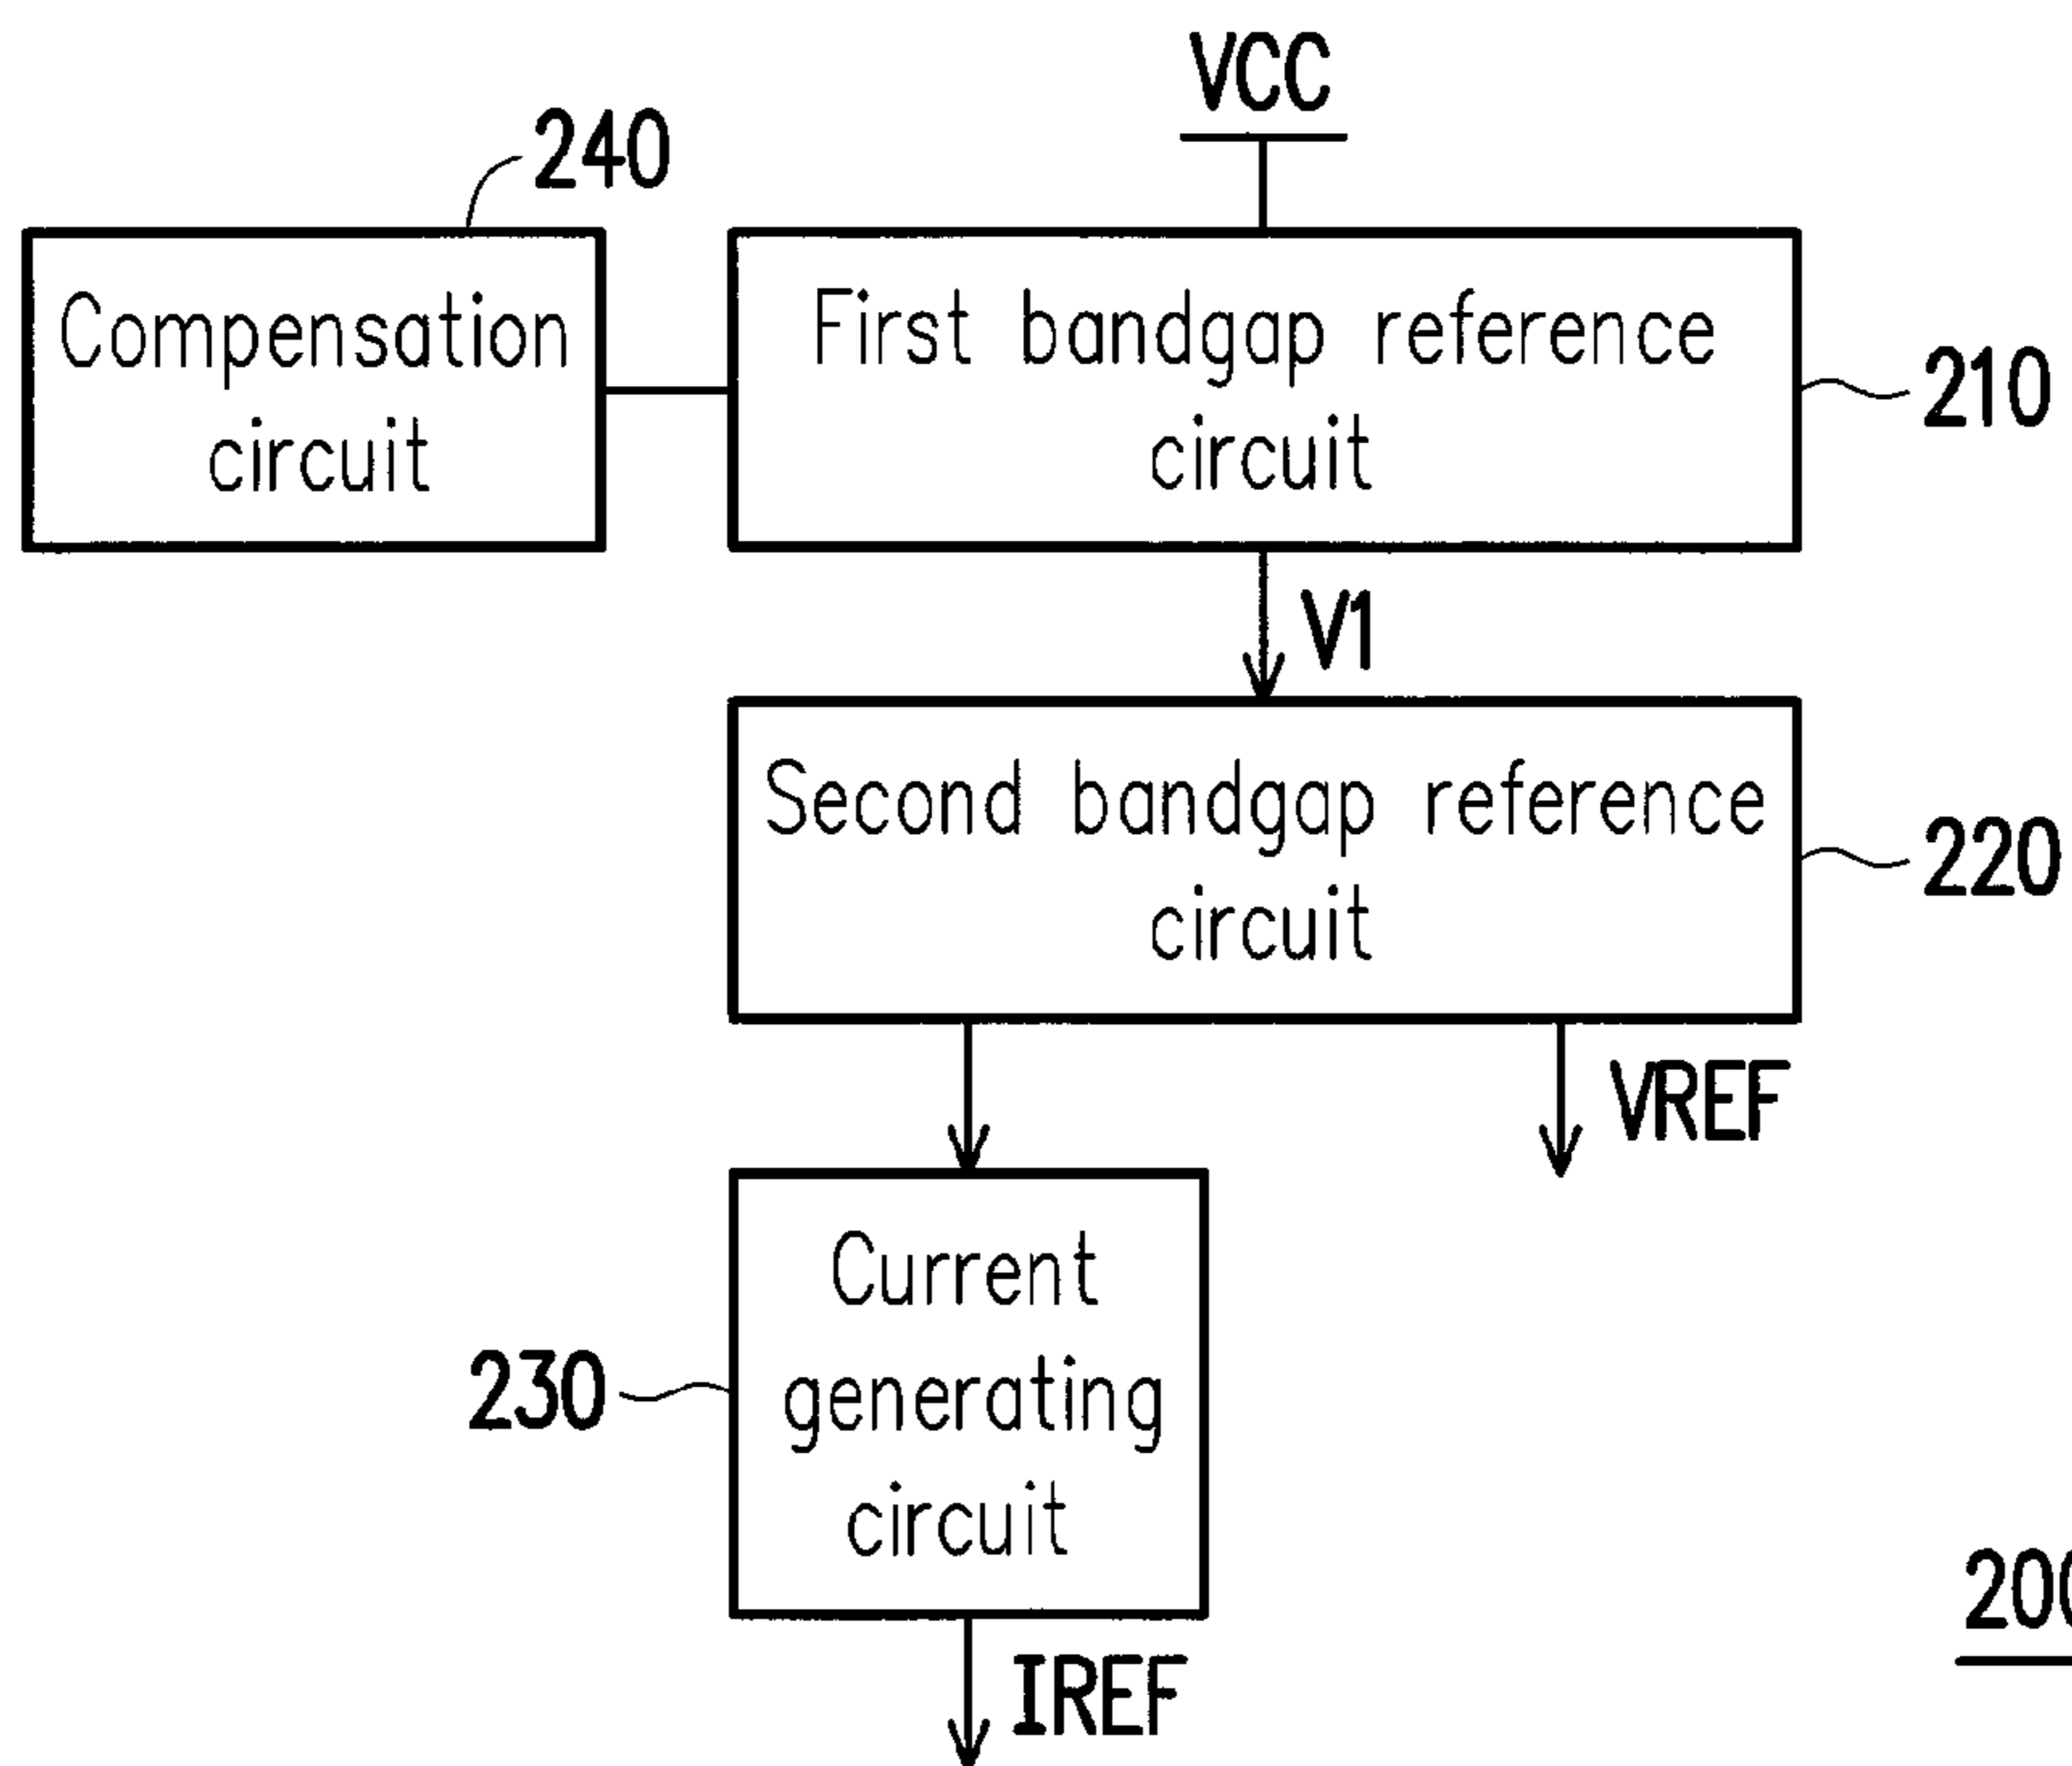 VCC
240
Compensation
circuit
First bandgap reference
circuit
210
V1
Second bandgap reference
circuit
220
VREF
Current
generating
circuit
230
IREF